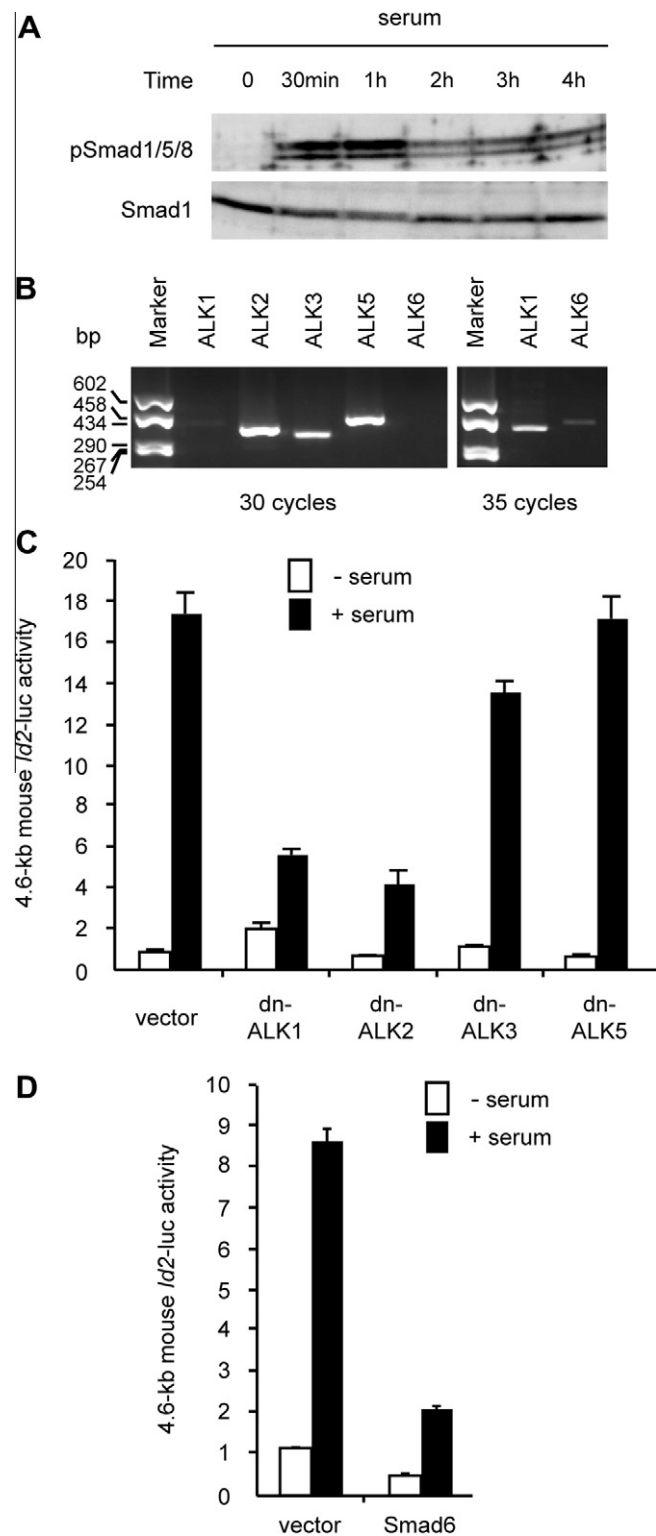 A
serum
Time 0 30min 1h 2h 3h 4h
pSmad1/5/8
Smad1
B
bp Marker ALK1 ALK2 ALK3 ALK5 ALK6 Marker ALK1 ALK6
602
458
434
290
267
254
30 cycles 35 cycles
C
4.6-kb mouse Id2-luc activity
20
18
16
14
12
10
8
6
4
2
0
- serum
+ serum
vector dn-ALK1 dn-ALK2 dn-ALK3 dn-ALK5
D
4.6-kb mouse Id2-luc activity
10
9
8
7
6
5
4
3
2
1
0
- serum
+ serum
vector Smad6